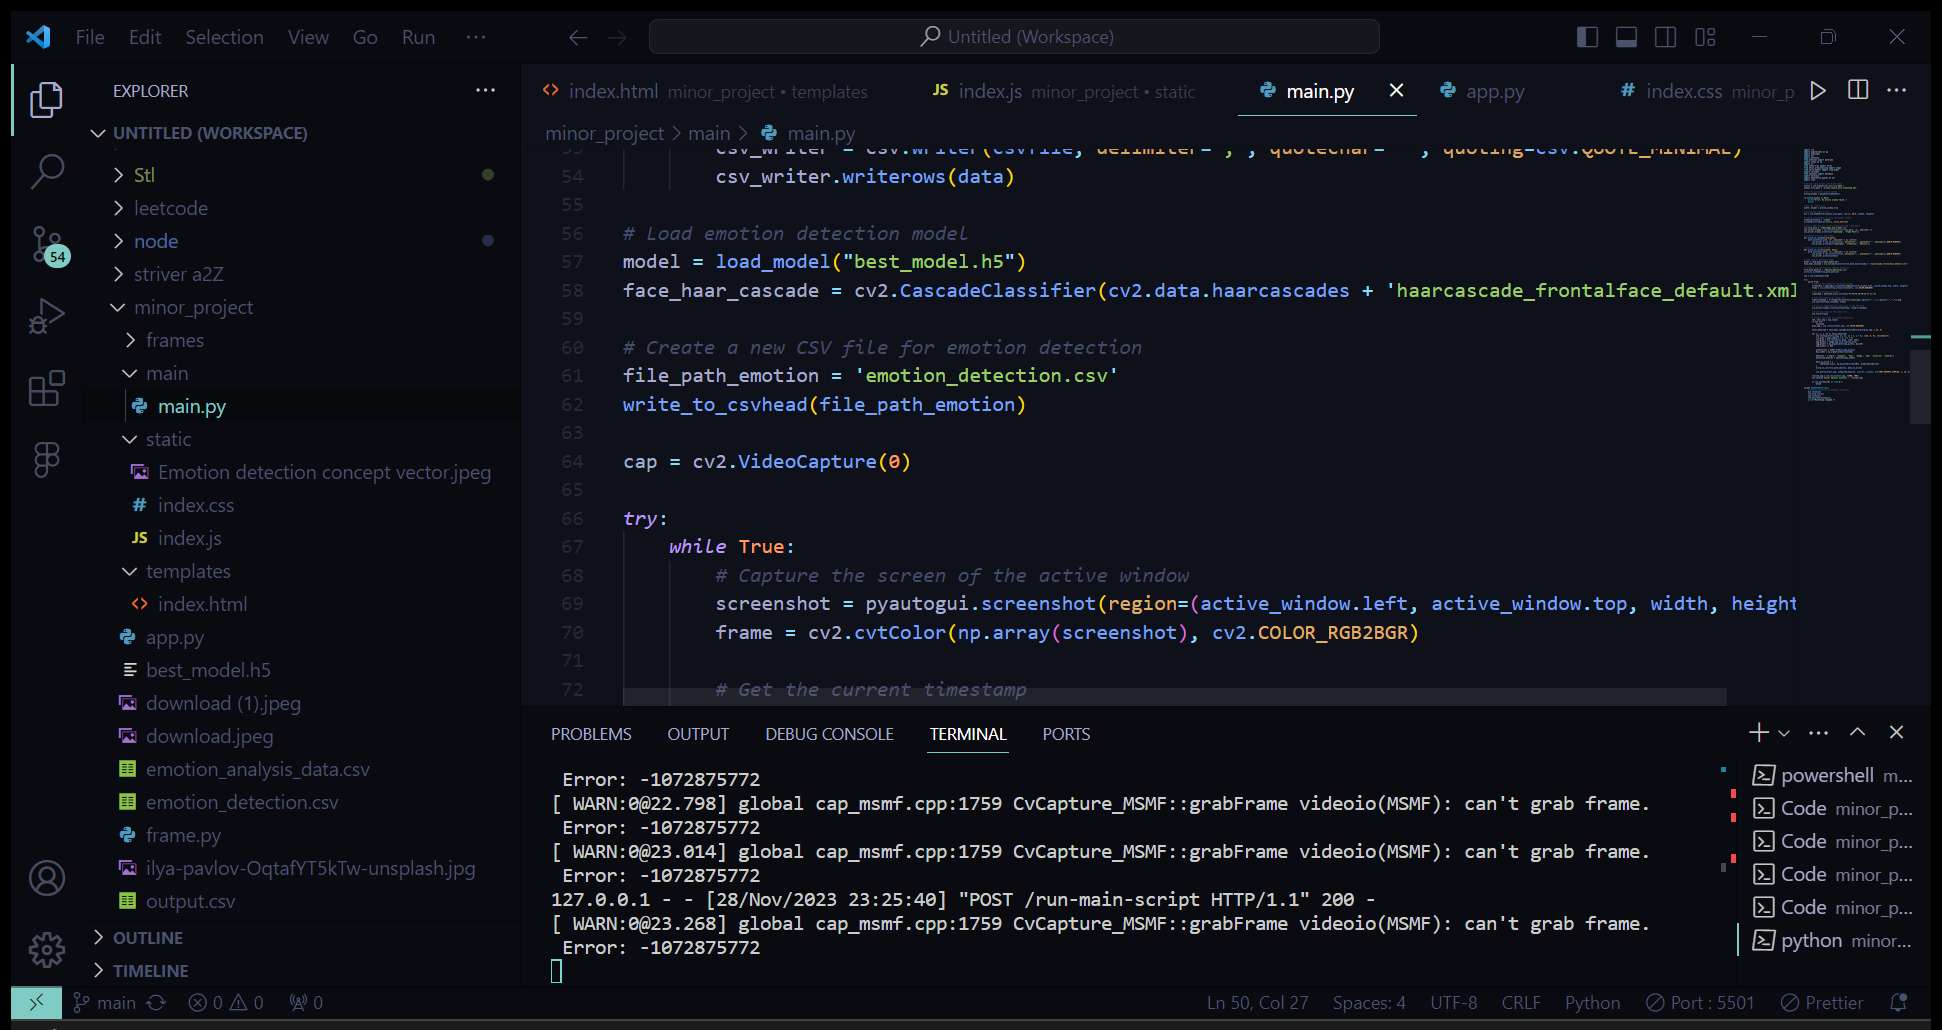 File Edit Selection View Go Run ···
Untitled (Workspace)
EXPLORER
UNTITLED (WORKSPACE)
Stl
leetcode
node
striver a2Z
minor_project
frames
main
main.py
static
Emotion detection concept vector.jpeg
# index.css
JS index.js
templates
<> index.html
app.py
best_model.h5
download (1).jpeg
download.jpeg
emotion_analysis_data.csv
emotion_detection.csv
frame.py
ilya-pavlov-OqtafYT5kTw-unsplash.jpg
output.csv
OUTLINE
TIMELINE
54
<> index.html minor_project • templates
JS index.js minor_project • static
main.py
app.py
# index.css minor_p
minor_project > main > main.py
53 csv_writer = csv.writer(csvfile, delimiter=',', quotechar=' ', quoting=csv.QUOTE_MINIMAL)
54 csv_writer.writerows(data)
55
56 # Load emotion detection model
57 model = load_model("best_model.h5")
58 face_haar_cascade = cv2.CascadeClassifier(cv2.data.haarcascades + 'haarcascade_frontalface_default.xml
59
60 # Create a new CSV file for emotion detection
61 file_path_emotion = 'emotion_detection.csv'
62 write_to_csvhead(file_path_emotion)
63
64 cap = cv2.VideoCapture(0)
65
66 try:
67 while True:
68 # Capture the screen of the active window
69 screenshot = pyautogui.screenshot(region=(active_window.left, active_window.top, width, height
70 frame = cv2.cvtColor(np.array(screenshot), cv2.COLOR_RGB2BGR)
71
72 # Get the current timestamp
PROBLEMS OUTPUT DEBUG CONSOLE TERMINAL PORTS
Error: -1072875772
[ WARN:0@22.798] global cap_msmf.cpp:1759 CvCapture_MSMF::grabFrame videoio(MSMF): can't grab frame.
Error: -1072875772
[ WARN:0@23.014] global cap_msmf.cpp:1759 CvCapture_MSMF::grabFrame videoio(MSMF): can't grab frame.
Error: -1072875772
127.0.0.1 - - [28/Nov/2023 23:25:40] "POST /run-main-script HTTP/1.1" 200 -
[ WARN:0@23.268] global cap_msmf.cpp:1759 CvCapture_MSMF::grabFrame videoio(MSMF): can't grab frame.
Error: -1072875772
powershell m...
Code minor_p...
Code minor_p...
Code minor_p...
Code minor_p...
python minor...
main 0 0 0
Ln 50, Col 27 Spaces: 4 UTF-8 CRLF Python Port : 5501 Prettier